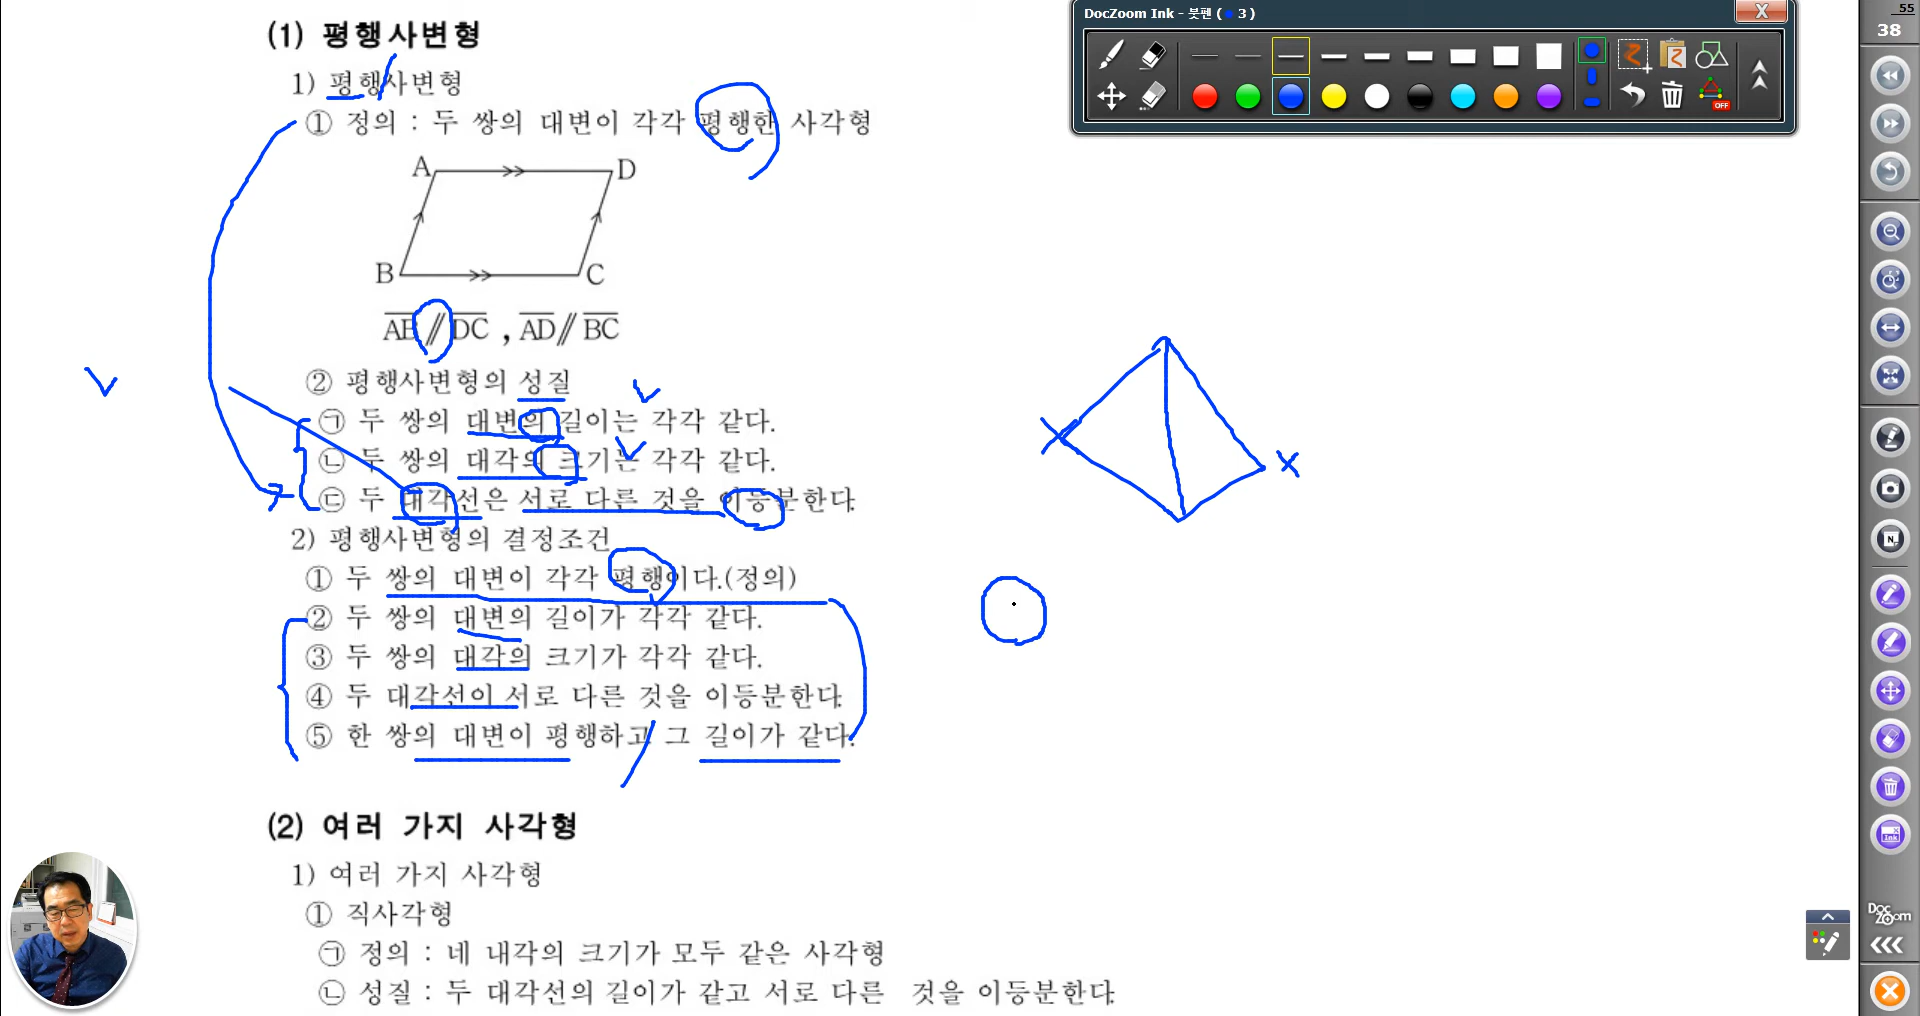 DocZoom Ink - 붓펜 ( 3 )
X
55
38
(1) 평행사변형
1) 평행사변형
① 정의 : 두 쌍의 대변이 각각 평행한 사각형
A D
B C
AB // DC , AD // BC
② 평행사변형의 성질
㉠ 두 쌍의 대변의 길이는 각각 같다.
㉡ 두 쌍의 대각의 크기는 각각 같다.
㉢ 두 대각선은 서로 다른 것을 이등분한다.
2) 평행사변형의 결정조건
① 두 쌍의 대변이 각각 평행이다.(정의)
② 두 쌍의 대변의 길이가 각각 같다.
③ 두 쌍의 대각의 크기가 각각 같다.
④ 두 대각선이 서로 다른 것을 이등분한다.
⑤ 한 쌍의 대변이 평행하고 그 길이가 같다.
(2) 여러 가지 사각형
1) 여러 가지 사각형
① 직사각형
㉠ 정의 : 네 내각의 크기가 모두 같은 사각형
㉡ 성질 : 두 대각선의 길이가 같고 서로 다른 것을 이등분한다.
OFF
N
Ink
Doc Zoom